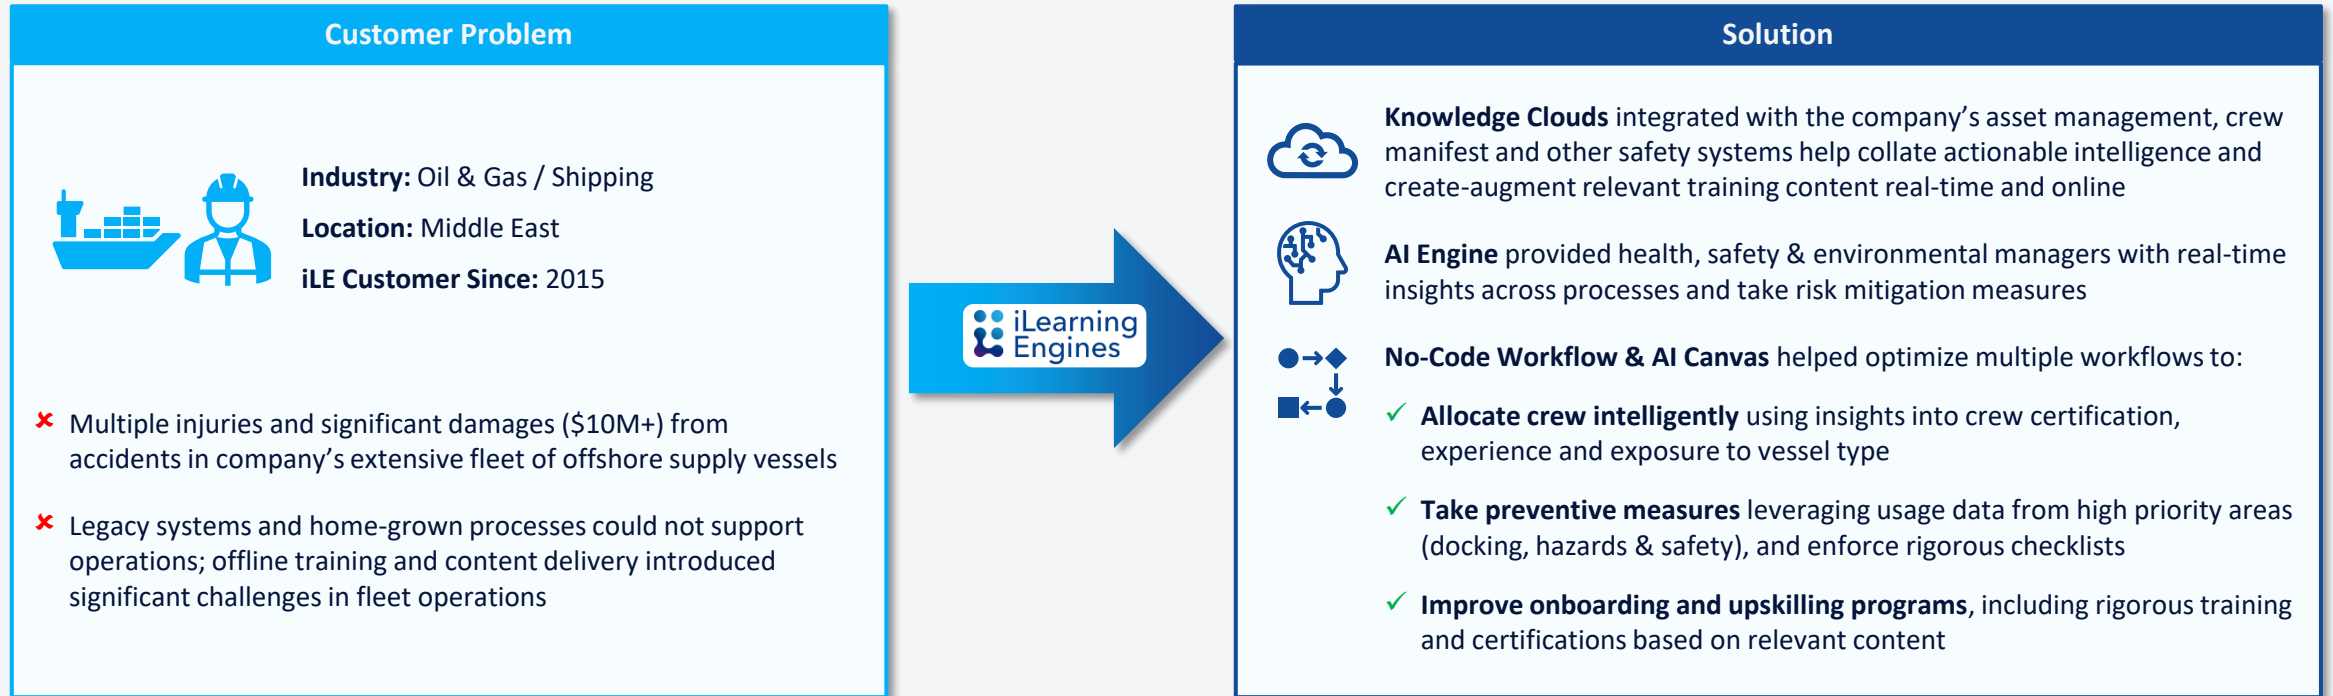 Customer Problem
Industry: Oil & Gas / Shipping
Location: Middle East
iLE Customer Since: 2015
Multiple injuries and significant damages ($10M+) from
accidents in company’s extensive fleet of offshore supply vessels
Legacy systems and home-grown processes could not support
operations; offline training and content delivery introduced
significant challenges in fleet operations
iLearning
Engines
Solution
Knowledge Clouds integrated with the company’s asset management, crew
manifest and other safety systems help collate actionable intelligence and
create-augment relevant training content real-time and online
AI Engine provided health, safety & environmental managers with real-time
insights across processes and take risk mitigation measures
No-Code Workflow & AI Canvas helped optimize multiple workflows to:
✓ Allocate crew intelligently using insights into crew certification,
experience and exposure to vessel type
✓ Take preventive measures leveraging usage data from high priority areas
(docking, hazards & safety), and enforce rigorous checklists
✓ Improve onboarding and upskilling programs, including rigorous training
and certifications based on relevant content